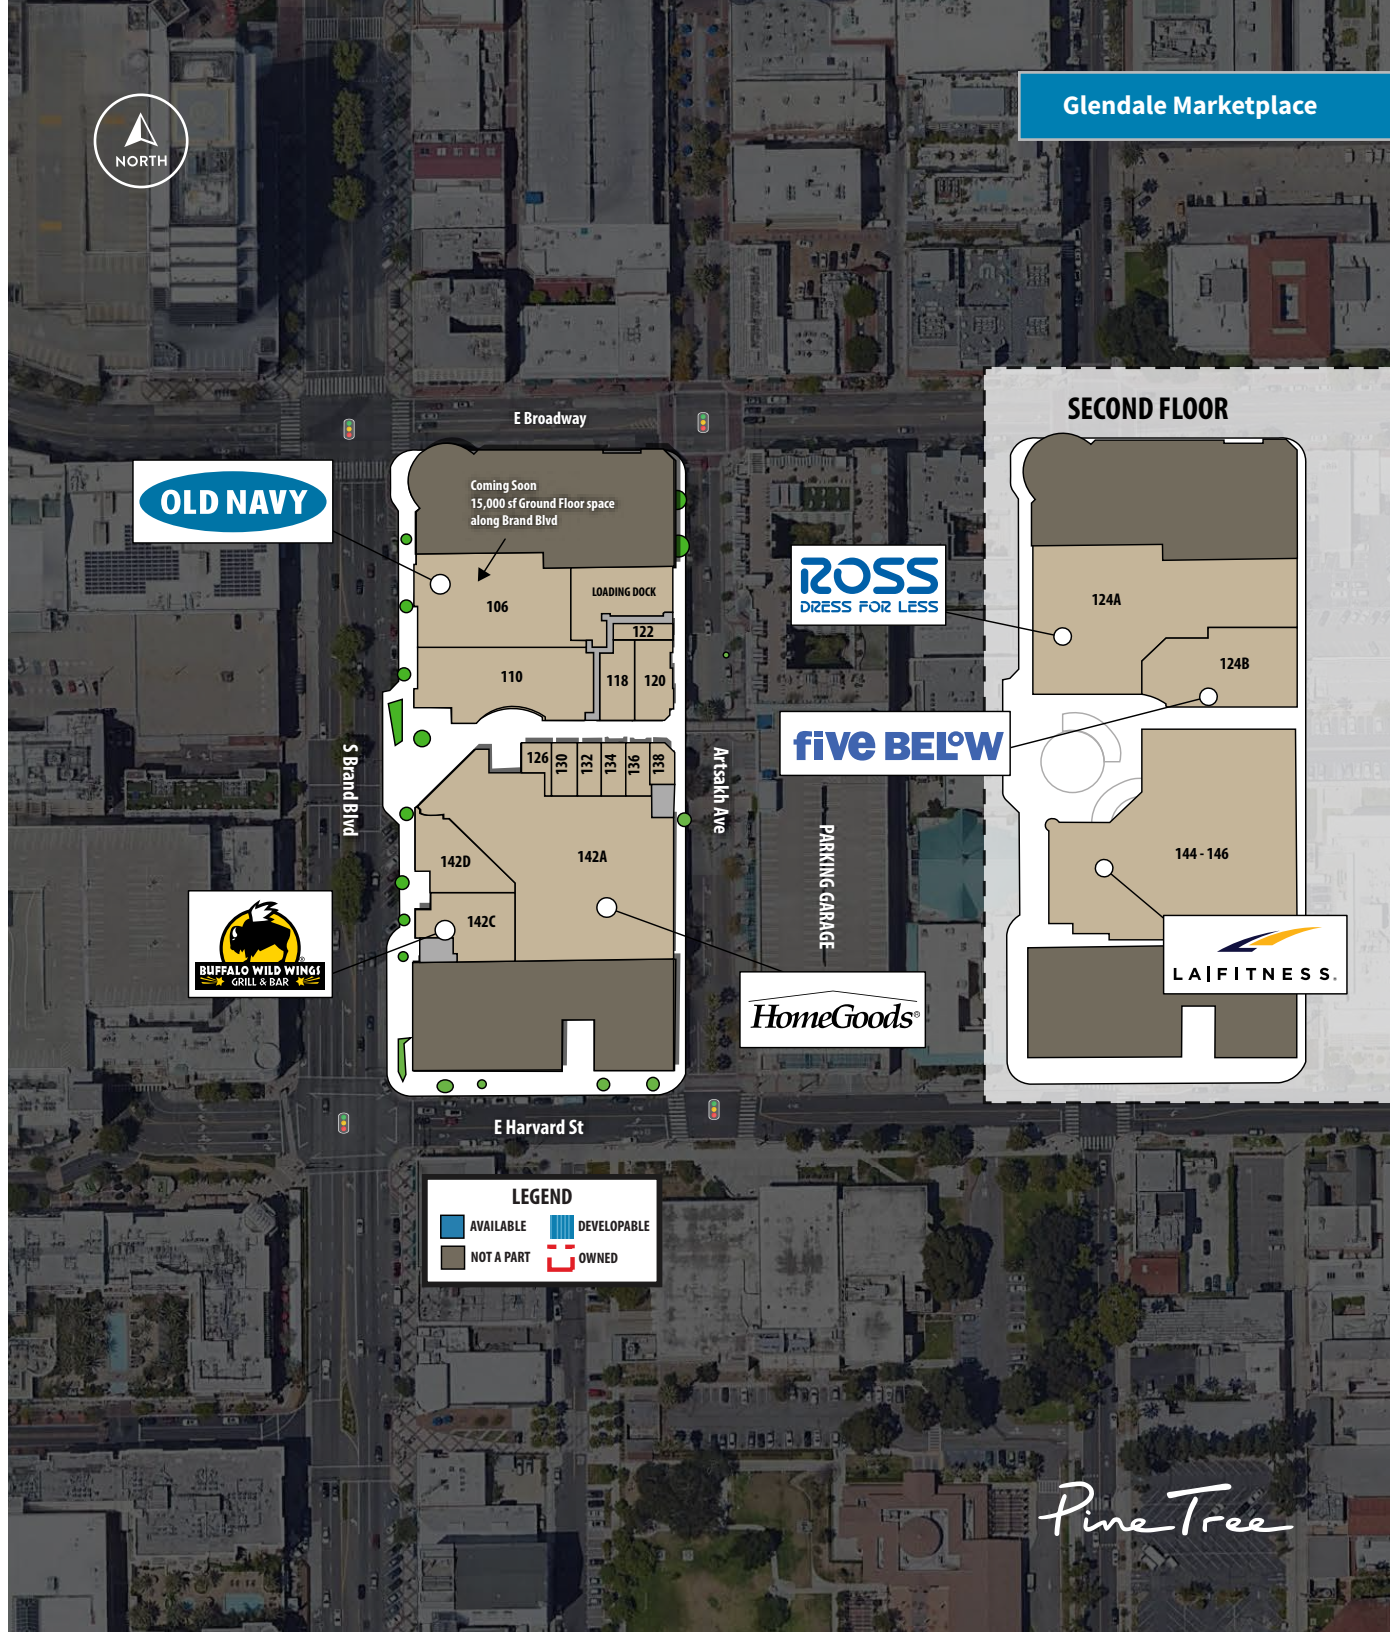 Glendale Marketplace
NORTH
SECOND FLOOR
E Broadway
OLD NAVY
Coming Soon
15,000 sf Ground Floor space
along Brand Blvd
106
LOADING DOCK
122
110
118
120
ROSS
DRESS FOR LESS
124A
124B
five BELOW
126
130
132
134
136
138
S Brand Blvd
Artsakh Ave
PARKING GARAGE
142D
142A
142C
144 - 146
BUFFALO WILD WINGS
GRILL & BAR
®
HomeGoods®
LA|FITNESS.
E Harvard St
LEGEND
AVAILABLE
DEVELOPABLE
NOT A PART
OWNED
Pine Tree